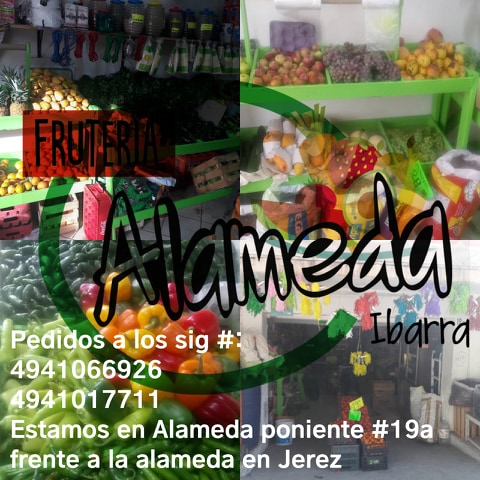 FRUTERIA
Alameda
Ibarra
Pedidos a los sig #:
4941066926
4941017711
Estamos en Alameda poniente #19a
frente a la alameda en Jerez